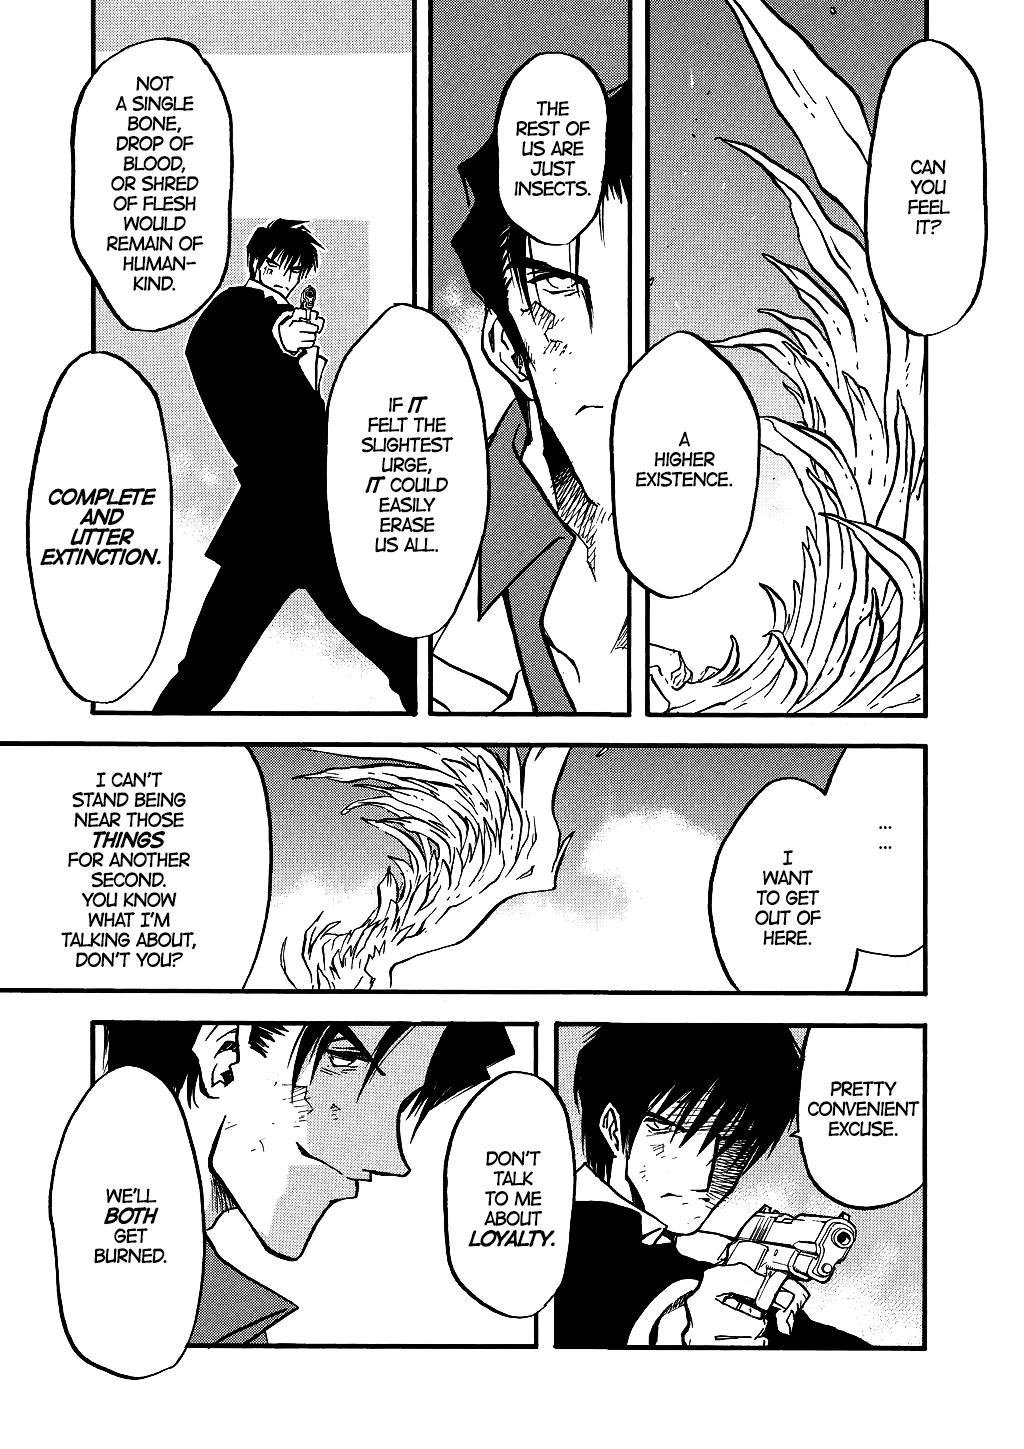 CAN
YOU
FEEL
IT?
A
HIGHER
EXISTENCE.
THE
REST OF
US ARE
JUST
INSECTS.
IF IT
FELT THE
SLIGHTEST
URGE,
IT COULD
EASILY
ERASE
US ALL.
NOT
A SINGLE
BONE,
DROP OF
BLOOD,
OR SHRED
OF FLESH
WOULD
REMAIN OF
HUMAN-
KIND.
COMPLETE
AND
UTTER
EXTINCTION.
...
...
I
WANT
TO GET
OUT OF
HERE.
I CAN'T
STAND BEING
NEAR THOSE
THINGS
FOR ANOTHER
SECOND.
YOU KNOW
WHAT I'M
TALKING ABOUT,
DON'T YOU?
PRETTY
CONVENIENT
EXCUSE.
DON'T
TALK
TO ME
ABOUT
LOYALTY.
WE'LL
BOTH
GET
BURNED.